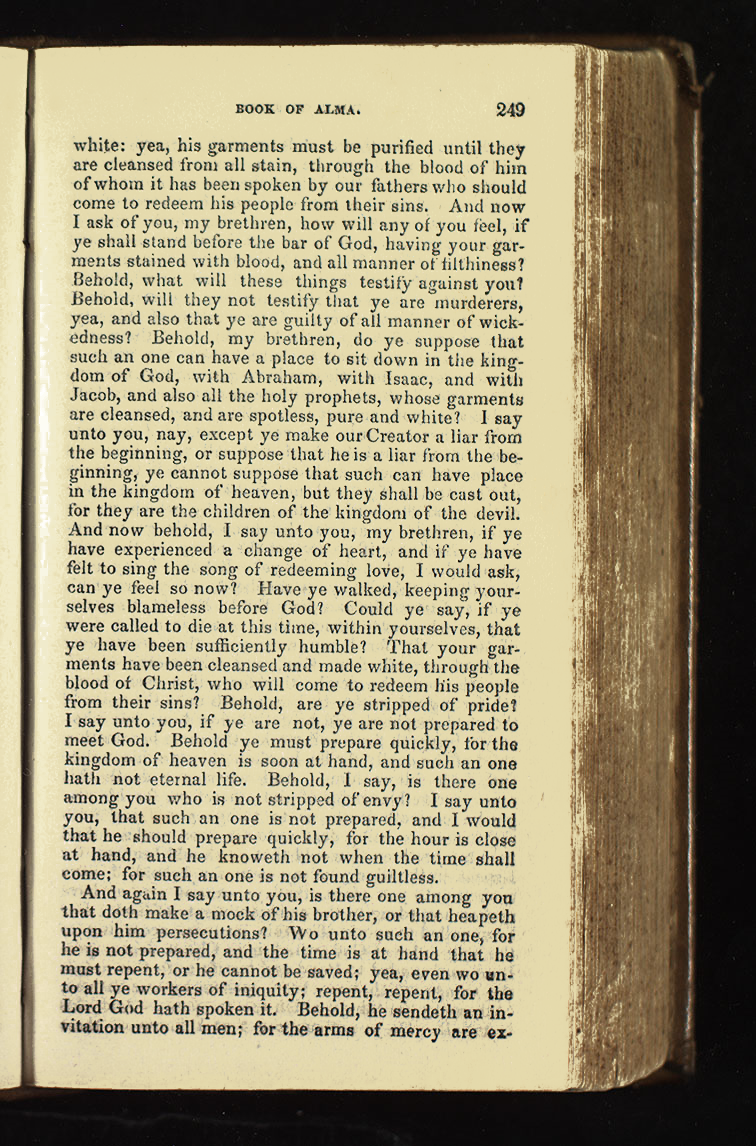 BOOK OF ALMA. 249
white: yea, his garments must be purified until they
are cleansed from all stain, through the blood of him
of whom it has been spoken by our fathers who should
come to redeem his people from their sins. And now
I ask of you, my brethren, how will any of you feel, if
ye shall stand before the bar of God, having your gar-
ments stained with blood, and all manner of filthiness?
Behold, what will these things testify against you?
Behold, will they not testify that ye are murderers,
yea, and also that ye are guilty of all manner of wick-
edness? Behold, my brethren, do ye suppose that
such an one can have a place to sit down in the king-
dom of God, with Abraham, with Isaac, and with
Jacob, and also all the holy prophets, whose garments
are cleansed, and are spotless, pure and white? I say
unto you, nay, except ye make our Creator a liar from
the beginning, or suppose that he is a liar from the be-
ginning, ye cannot suppose that such can have place
in the kingdom of heaven, but they shall be cast out,
for they are the children of the kingdom of the devil.
And now behold, I say unto you, my brethren, if ye
have experienced a change of heart, and if ye have
felt to sing the song of redeeming love, I would ask,
can ye feel so now? Have ye walked, keeping your-
selves blameless before God? Could ye say, if ye
were called to die at this time, within yourselves, that
ye have been sufficiently humble? That your gar-
ments have been cleansed and made white, through the
blood of Christ, who will come to redeem his people
from their sins? Behold, are ye stripped of pride?
I say unto you, if ye are not, ye are not prepared to
meet God. Behold ye must prepare quickly, for the
kingdom of heaven is soon at hand, and such an one
hath not eternal life. Behold, I say, is there one
among you who is not stripped of envy? I say unto
you, that such an one is not prepared, and I would
that he should prepare quickly, for the hour is close
at hand, and he knoweth not when the time shall
come; for such an one is not found guiltless.
And again I say unto you, is there one among you
that doth make a mock of his brother, or that heapeth
upon him persecutions? Wo unto such an one, for
he is not prepared, and the time is at hand that he
must repent, or he cannot be saved; yea, even wo un-
to all ye workers of iniquity; repent, repent, for the
Lord God hath spoken it. Behold, he sendeth an in-
vitation unto all men; for the arms of mercy are ex-